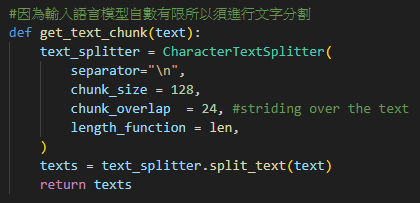 #因為輸入語言模型自數有限所以須進行文字分割
def get_text_chunk(text):
    text_splitter = CharacterTextSplitter(
        separator="\n",
        chunk_size = 128,
        chunk_overlap  = 24, #striding over the text
        length_function = len,
    )
    texts = text_splitter.split_text(text)
    return texts